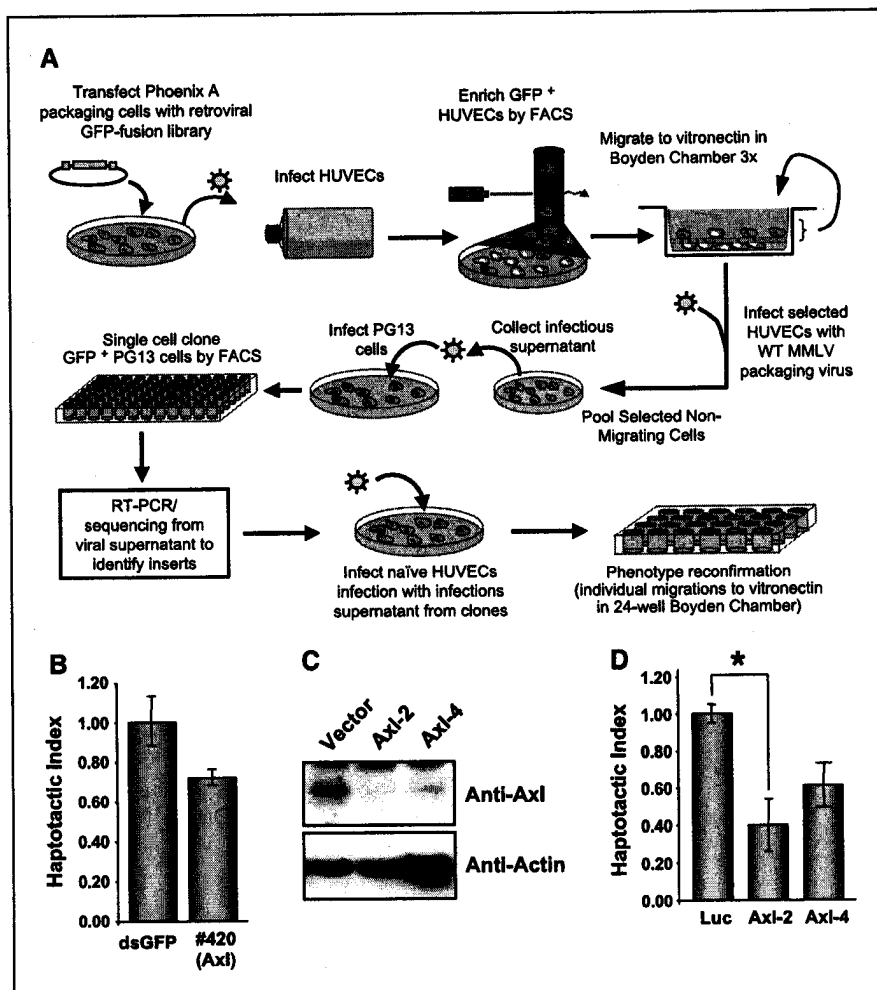 A
Transfect Phoenix A
packaging cells with retroviral
GFP-fusion library
Infect HUVECs
Enrich GFP +
HUVECs by FACS
Migrate to vitronectin in
Boyden Chamber 3x
Single cell clone
GFP + PG13 cells by FACS
Infect PG13
cells
Collect infectious
supernatant
Infect selected
HUVECs with
WT MMLV
packaging virus
Pool Selected Non-
Migrating Cells
RT-PCR/
sequencing from
viral supernatant to
identify inserts
Infect naïve HUVECs
infection with infections
supernatant from clones
Phenotype reconfirmation
(individual migrations to vitronectin
in 24-well Boyden Chamber)
B
Haptotactic Index
1.20
1.00
0.80
0.60
0.40
0.20
0.00
dsGFP
#420
(Axl)
C
Vector
Axl-2
Axl-4
Anti-Axl
Anti-Actin
D
Haptotactic Index
1.20
1.00
0.80
0.60
0.40
0.20
0.00
*
Luc
Axl-2
Axl-4